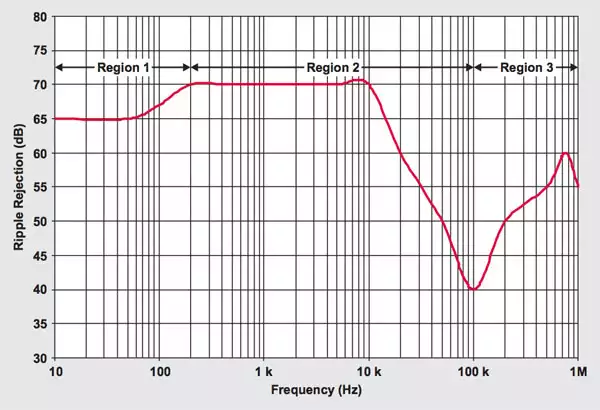 80
75
70
65
60
55
50
45
40
35
30
Ripple Rejection (dB)
Region 1
Region 2
Region 3
10
100
1 k
10 k
100 k
1M
Frequency (Hz)